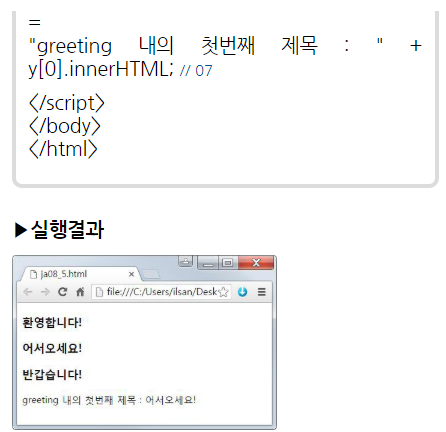 =
"greeting 내의 첫번째 제목 : " +
y[0].innerHTML; // 07
</script>
</body>
</html>
▶실행결과
ja08_5.html
file:///C:/Users/ilsan/Desk
환영합니다!
어서오세요!
반갑습니다!
greeting 내의 첫번째 제목 : 어서오세요!